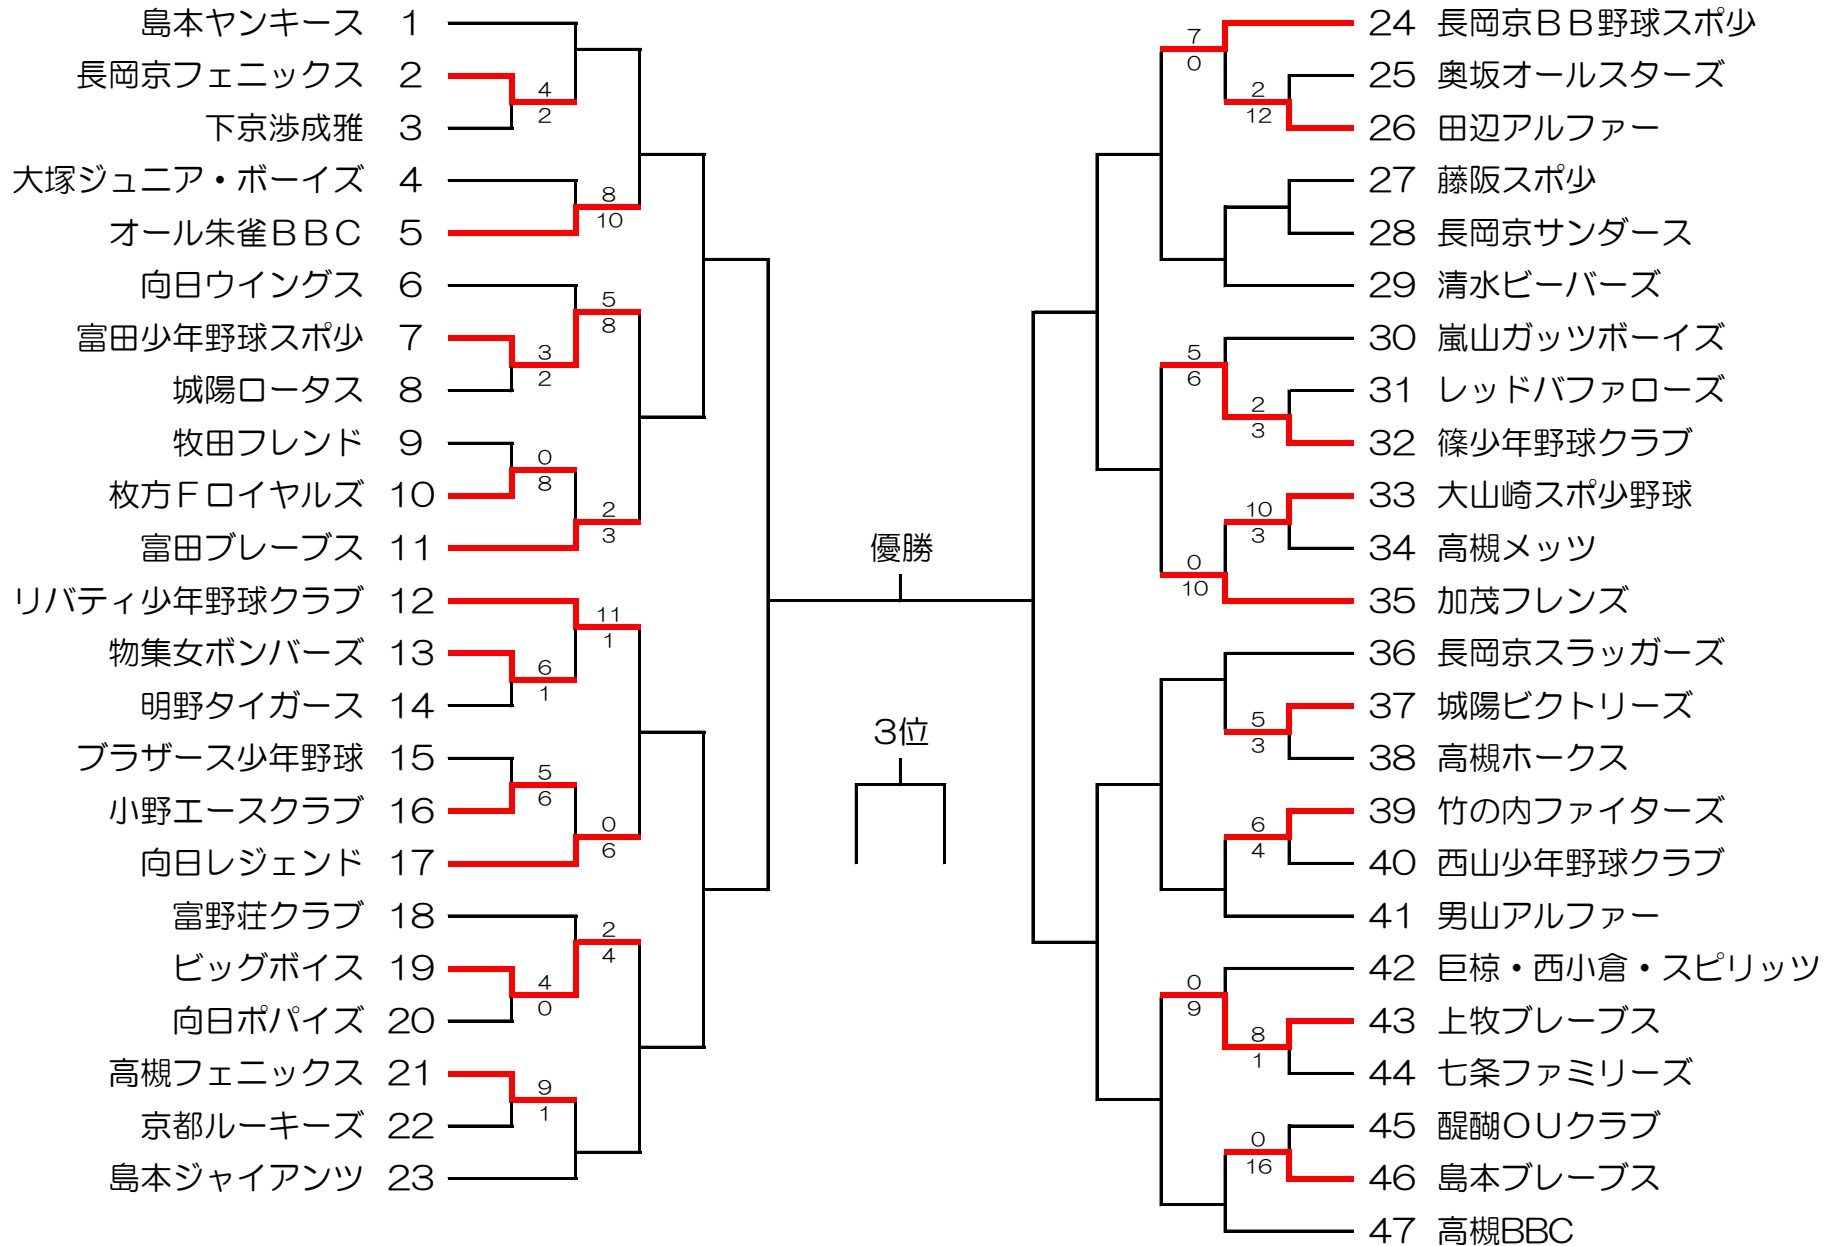 島本ヤンキース 1
長岡京フェニックス 2
4
2
下京渉成雅 3
大塚ジュニア・ボーイズ 4
8
10
オール朱雀ＢＢＣ 5
向日ウイングス 6
5
8
富田少年野球スポ少 7
3
2
城陽ロータス 8
牧田フレンド 9
0
8
枚方Ｆロイヤルズ 10
2
3
富田ブレーブス 11
リバティ少年野球クラブ 12
11
1
物集女ボンバーズ 13
6
1
明野タイガース 14
ブラザース少年野球 15
5
6
小野エースクラブ 16
0
6
向日レジェンド 17
富野荘クラブ 18
2
4
ビッグボイス 19
4
0
向日ポパイズ 20
高槻フェニックス 21
9
1
京都ルーキーズ 22
島本ジャイアンツ 23
優勝
3位
24 長岡京ＢＢ野球スポ少
7
0
25 奥坂オールスターズ
2
12
26 田辺アルファー
27 藤阪スポ少
28 長岡京サンダース
29 清水ビーバーズ
30 嵐山ガッツボーイズ
5
6
31 レッドバファローズ
2
3
32 篠少年野球クラブ
33 大山崎スポ少野球
10
3
34 高槻メッツ
0
10
35 加茂フレンズ
36 長岡京スラッガーズ
37 城陽ビクトリーズ
5
3
38 高槻ホークス
39 竹の内ファイターズ
6
4
40 西山少年野球クラブ
41 男山アルファー
42 巨椋・西小倉・スピリッツ
0
9
43 上牧ブレーブス
8
1
44 七条ファミリーズ
45 醍醐ＯＵクラブ
0
16
46 島本ブレーブス
47 高槻BBC